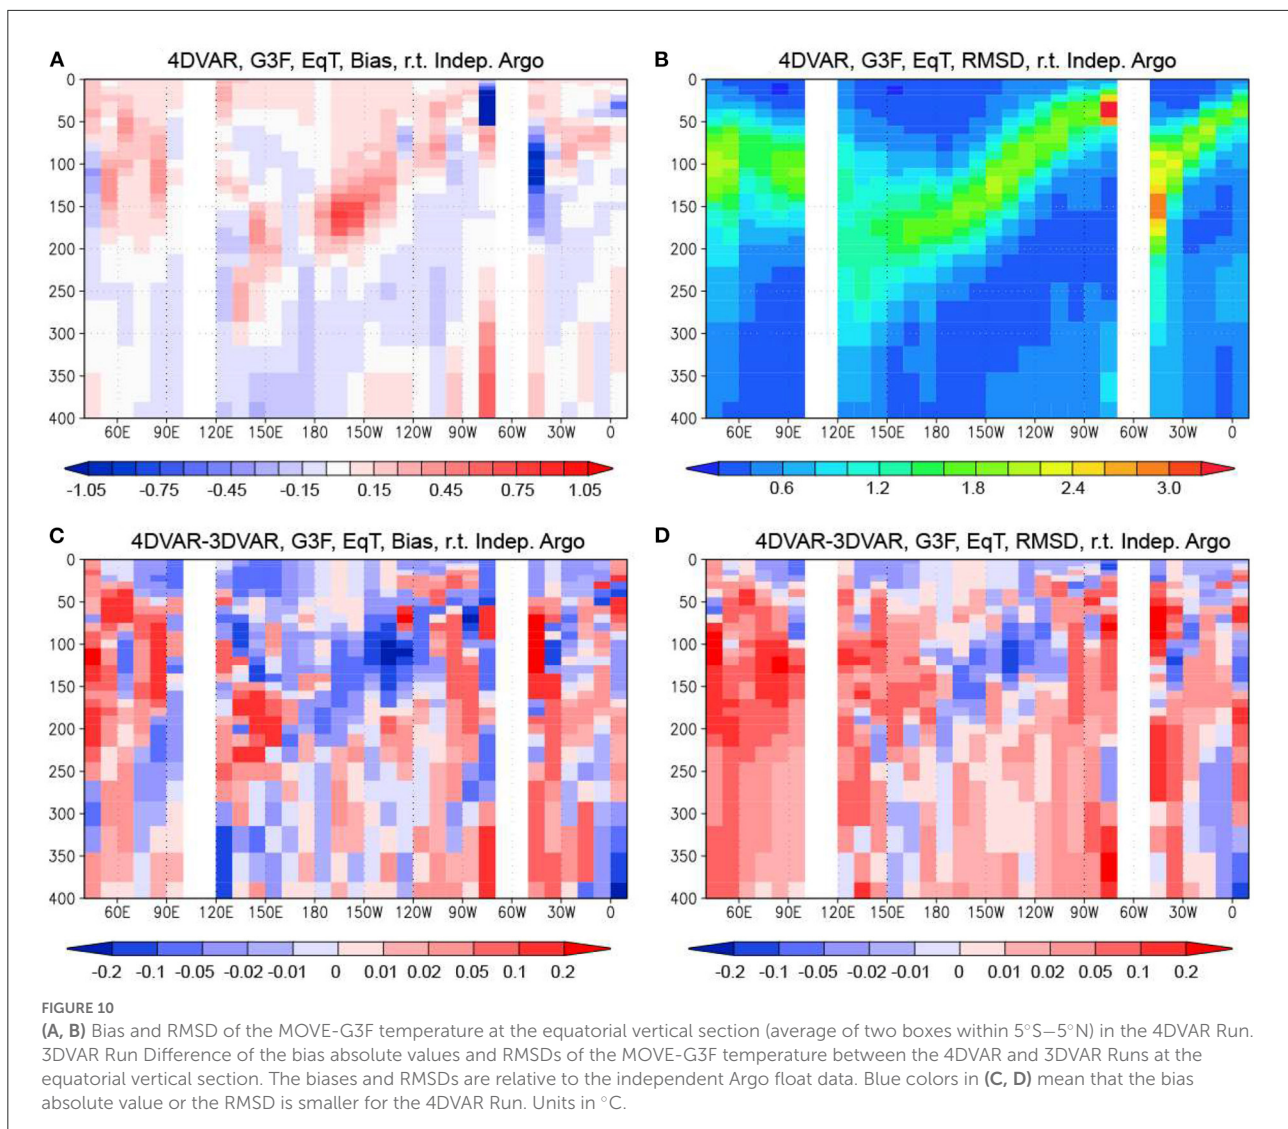 A
4DVAR, G3F, EqT, Bias, r.t. Indep. Argo
0
50
100
150
200
250
300
350
400
60E 90E 120E 150E 180 150W 120W 90W 60W 30W 0
-1.05 -0.75 -0.45 -0.15 0.15 0.45 0.75 1.05
B
4DVAR, G3F, EqT, RMSD, r.t. Indep. Argo
0
50
100
150
200
250
300
350
400
60E 90E 120E 150E 180 150W 120W 90W 60W 30W 0
0.6 1.2 1.8 2.4 3.0
C
4DVAR-3DVAR, G3F, EqT, Bias, r.t. Indep. Argo
0
50
100
150
200
250
300
350
400
60E 90E 120E 150E 180 150W 120W 90W 60W 30W 0
-0.2 -0.1 -0.05 -0.02 -0.01 0 0.01 0.02 0.05 0.1 0.2
D
4DVAR-3DVAR, G3F, EqT, RMSD, r.t. Indep. Argo
0
50
100
150
200
250
300
350
400
60E 90E 120E 150E 180 150W 120W 90W 60W 30W 0
-0.2 -0.1 -0.05 -0.02 -0.01 0 0.01 0.02 0.05 0.1 0.2
FIGURE 10
(A, B) Bias and RMSD of the MOVE-G3F temperature at the equatorial vertical section (average of two boxes within 5°S–5°N) in the 4DVAR Run.
3DVAR Run Difference of the bias absolute values and RMSDs of the MOVE-G3F temperature between the 4DVAR and 3DVAR Runs at the
equatorial vertical section. The biases and RMSDs are relative to the independent Argo float data. Blue colors in (C, D) mean that the bias
absolute value or the RMSD is smaller for the 4DVAR Run. Units in °C.